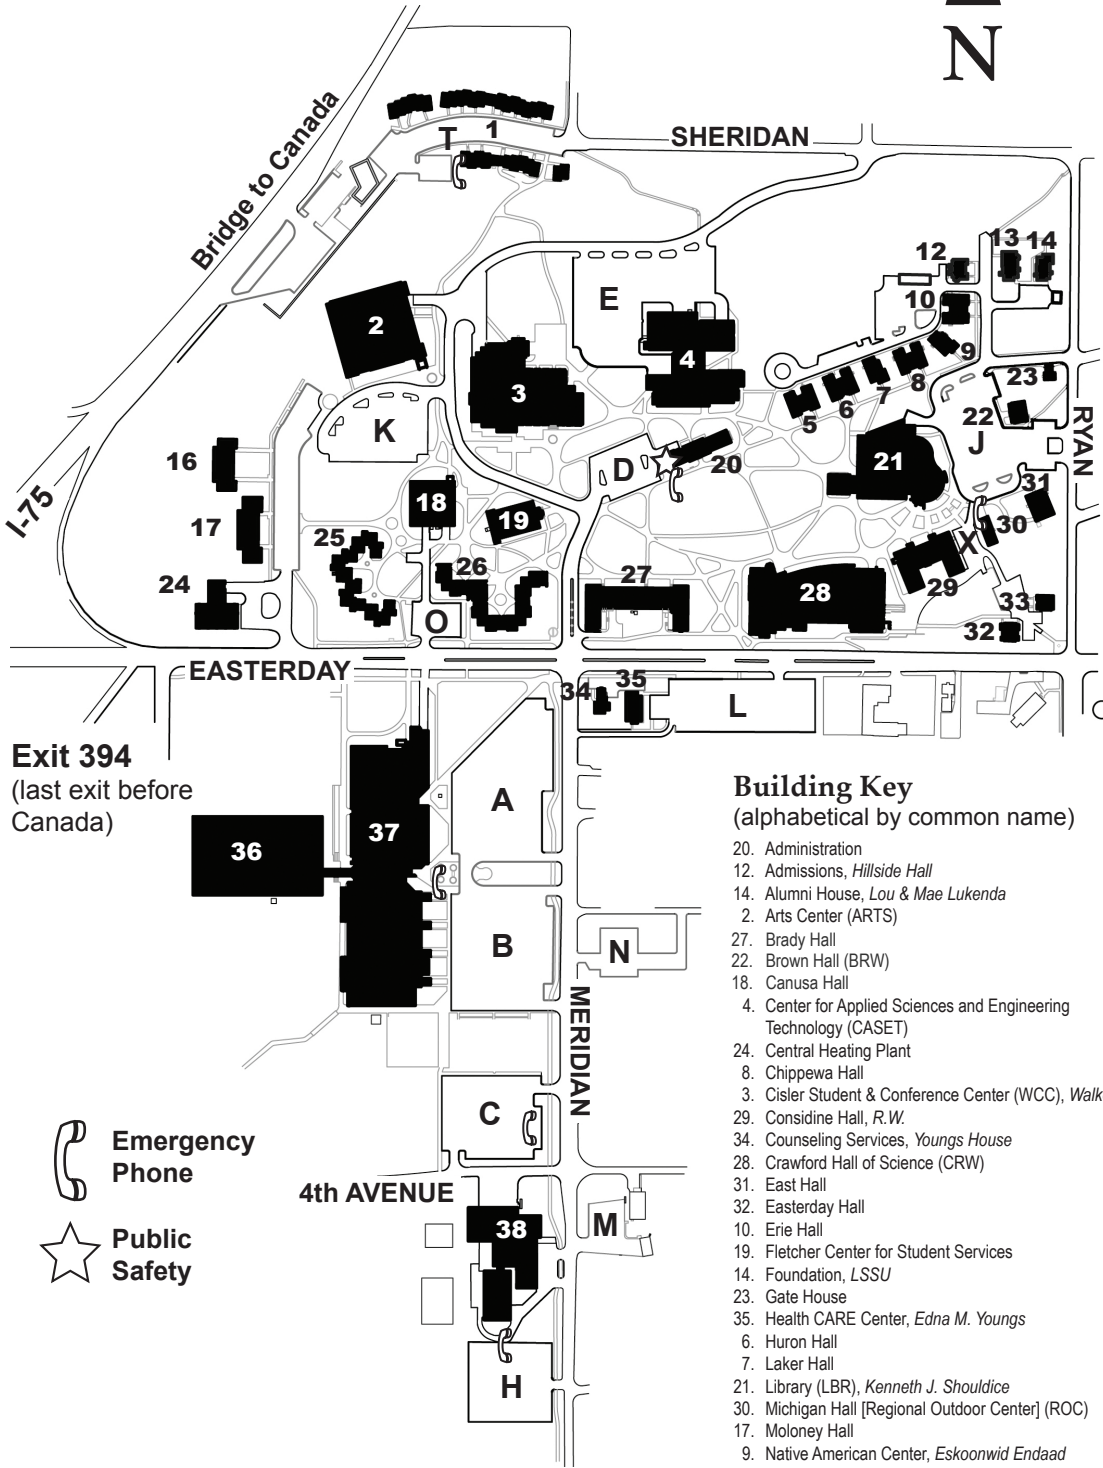 N
Bridge to Canada
T
1
SHERIDAN
12
13
14
E
10
2
4
9
8
23
3
7
6
22
5
K
RYAN
J
16
D
20
21
I-75
18
31
19
17
30
25
X
26
27
29
24
28
33
O
32
EASTERDAY
34
35
L
Exit 394
(last exit before
Canada)
A
37
36
B
N
MERIDIAN
C
4th AVENUE
38
M
H
Emergency
Phone
Public
Safety
Building Key
(alphabetical by common name)
20. Administration
12. Admissions, Hillside Hall
14. Alumni House, Lou & Mae Lukenda
2. Arts Center (ARTS)
27. Brady Hall
22. Brown Hall (BRW)
18. Canusa Hall
4. Center for Applied Sciences and Engineering
Technology (CASET)
24. Central Heating Plant
8. Chippewa Hall
3. Cisler Student & Conference Center (WCC), Walk
29. Considine Hall, R.W.
34. Counseling Services, Youngs House
28. Crawford Hall of Science (CRW)
31. East Hall
32. Easterday Hall
10. Erie Hall
19. Fletcher Center for Student Services
14. Foundation, LSSU
23. Gate House
35. Health CARE Center, Edna M. Youngs
6. Huron Hall
7. Laker Hall
21. Library (LBR), Kenneth J. Shouldice
30. Michigan Hall [Regional Outdoor Center] (ROC)
17. Moloney Hall
9. Native American Center, Eskoonwid Endaad